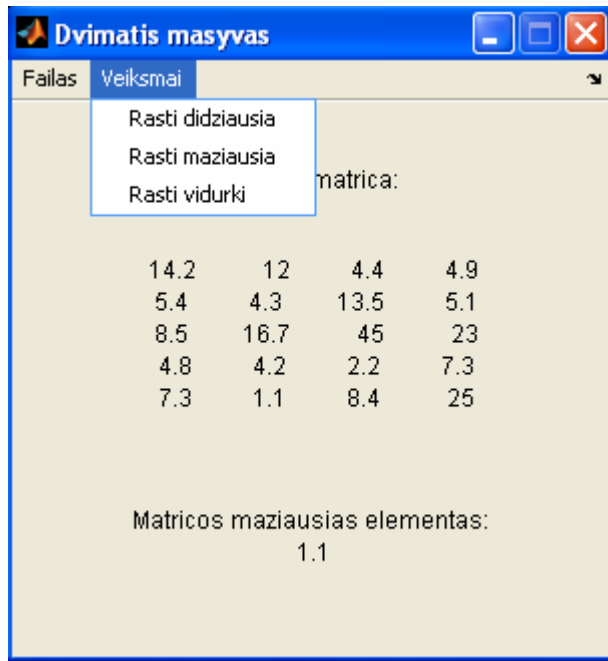 Dvimatis masyvas
Failas Veiksmai
Rasti didziausia
Rasti maziausia
Rasti vidurki
matrica:
14.2 12 4.4 4.9
5.4 4.3 13.5 5.1
8.5 16.7 45 23
4.8 4.2 2.2 7.3
7.3 1.1 8.4 25
Matricos maziausias elementas:
1.1